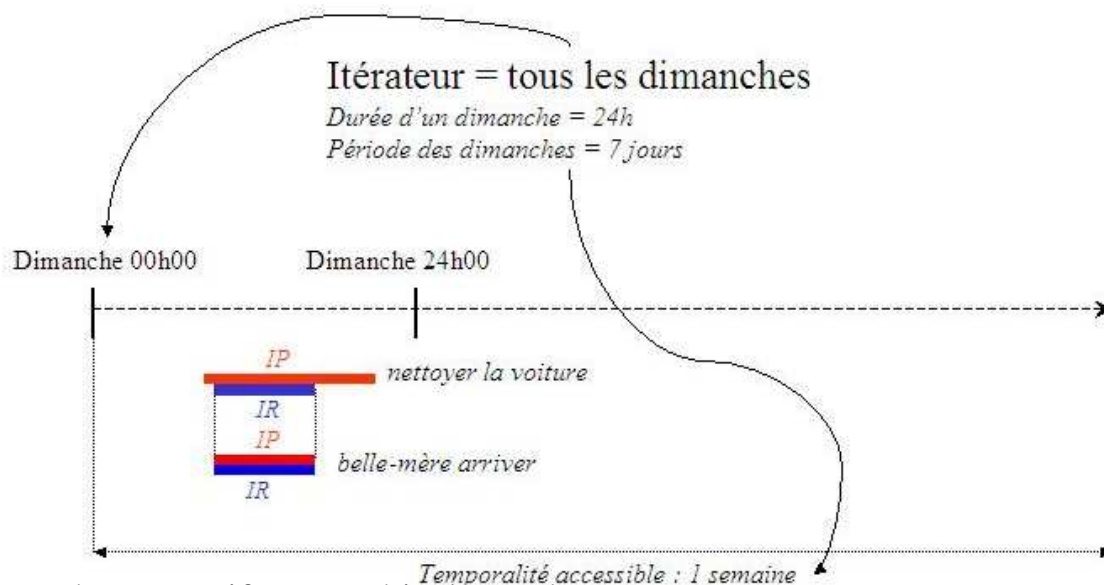 Itérateur = tous les dimanches
Durée d'un dimanche = 24h
Période des dimanches = 7 jours
Dimanche 00h00
Dimanche 24h00
IP
nettoyer la voiture
IR
IP
belle-mère arriver
IR
Temporalité accessible : 1 semaine